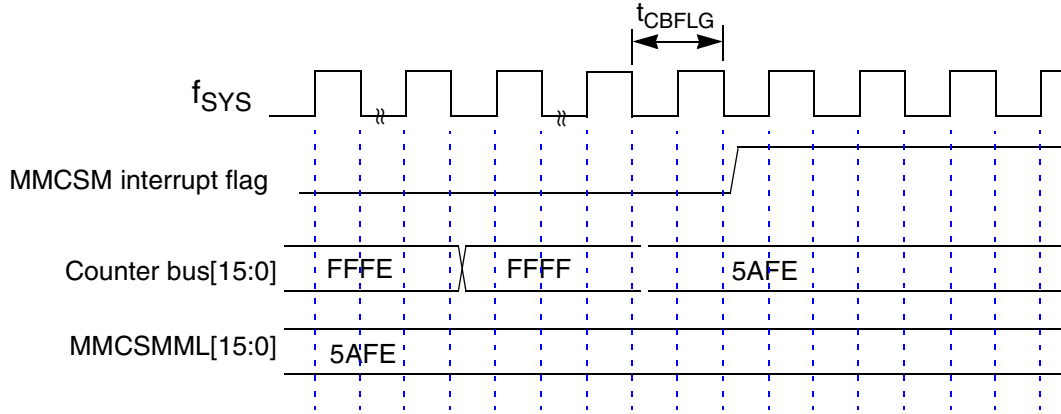 tCBFLG
fSYS
MMCSM interrupt flag
Counter bus[15:0]
FFFE
FFFF
5AFE
MMCSMML[15:0]
5AFE